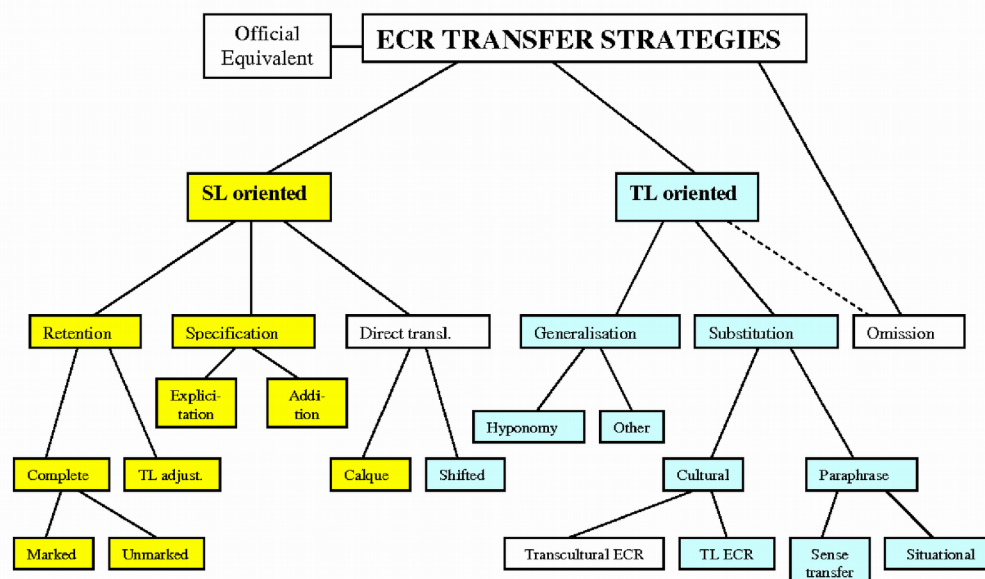 Official
Equivalent
ECR TRANSFER STRATEGIES
SL oriented
TL oriented
Retention
Specification
Direct transl.
Generalisation
Substitution
Omission
Explici-
tation
Addi-
tion
Hyponomy
Other
Complete
TL adjust.
Calque
Shifted
Cultural
Paraphrase
Marked
Unmarked
Transcultural ECR
TL ECR
Sense
transfer
Situational